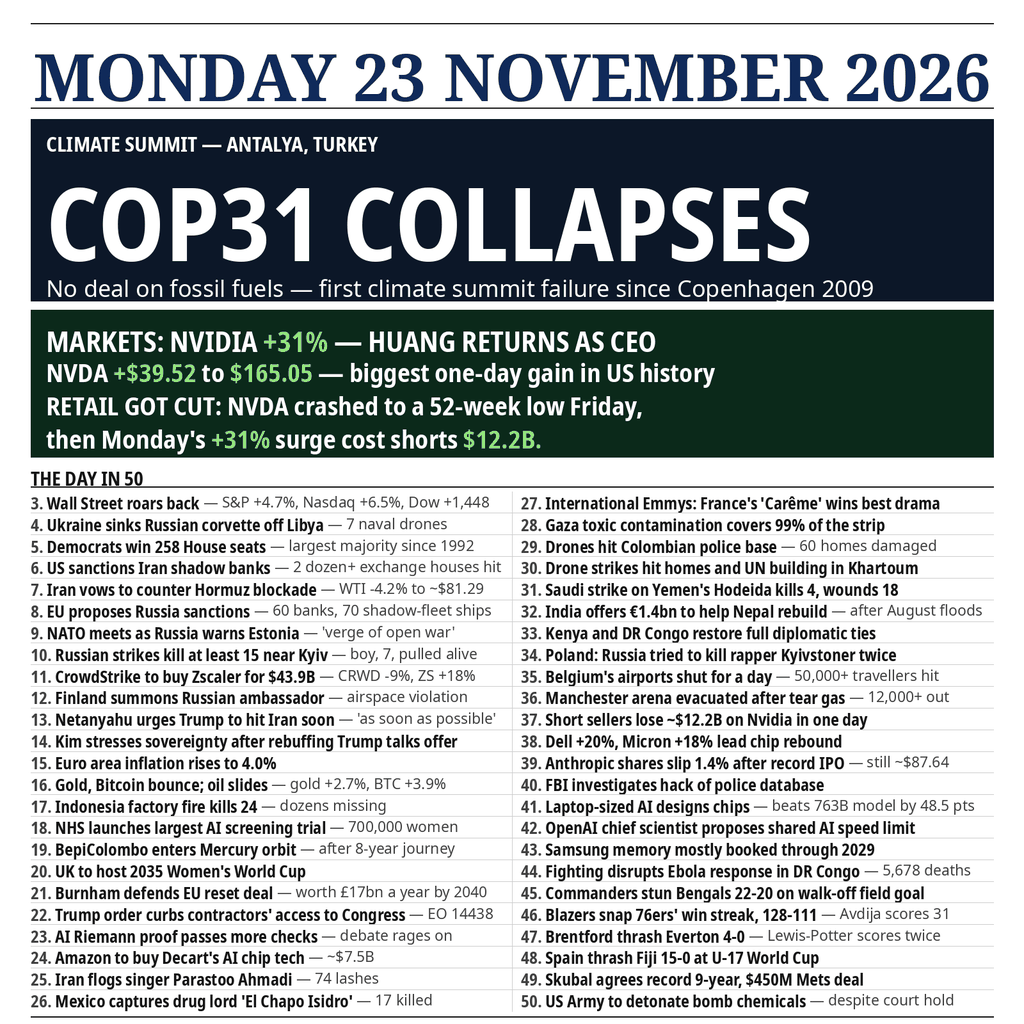 MONDAY 23 NOVEMBER 2026
CLIMATE SUMMIT — ANTALYA, TURKEY
COP31 COLLAPSES
No deal on fossil fuels — first climate summit failure since Copenhagen 2009
MARKETS: NVIDIA +31% — HUANG RETURNS AS CEO
NVDA +$39.52 to $165.05 — biggest one-day gain in US history
RETAIL GOT CUT: NVDA crashed to a 52-week low Friday,
then Monday's +31% surge cost shorts $12.2B.
THE DAY IN 50
3. Wall Street roars back — S&P +4.7%, Nasdaq +6.5%, Dow +1,448
4. Ukraine sinks Russian corvette off Libya — 7 naval drones
5. Democrats win 258 House seats — largest majority since 1992
6. US sanctions Iran shadow banks — 2 dozen+ exchange houses hit
7. Iran vows to counter Hormuz blockade — WTI -4.2% to ~$81.29
8. EU proposes Russia sanctions — 60 banks, 70 shadow-fleet ships
9. NATO meets as Russia warns Estonia — 'verge of open war'
10. Russian strikes kill at least 15 near Kyiv — boy, 7, pulled alive
11. CrowdStrike to buy Zscaler for $43.9B — CRWD -9%, ZS +18%
12. Finland summons Russian ambassador — airspace violation
13. Netanyahu urges Trump to hit Iran soon — 'as soon as possible'
14. Kim stresses sovereignty after rebuffing Trump talks offer
15. Euro area inflation rises to 4.0%
16. Gold, Bitcoin bounce; oil slides — gold +2.7%, BTC +3.9%
17. Indonesia factory fire kills 24 — dozens missing
18. NHS launches largest AI screening trial — 700,000 women
19. BepiColombo enters Mercury orbit — after 8-year journey
20. UK to host 2035 Women's World Cup
21. Burnham defends EU reset deal — worth £17bn a year by 2040
22. Trump order curbs contractors' access to Congress — EO 14438
23. AI Riemann proof passes more checks — debate rages on
24. Amazon to buy Decart's AI chip tech — ~$7.5B
25. Iran flogs singer Parastoo Ahmadi — 74 lashes
26. Mexico captures drug lord 'El Chapo Isidro' — 17 killed
27. International Emmys: France's 'Carême' wins best drama
28. Gaza toxic contamination covers 99% of the strip
29. Drones hit Colombian police base — 60 homes damaged
30. Drone strikes hit homes and UN building in Khartoum
31. Saudi strike on Yemen's Hodeida kills 4, wounds 18
32. India offers €1.4bn to help Nepal rebuild — after August floods
33. Kenya and DR Congo restore full diplomatic ties
34. Poland: Russia tried to kill rapper Kyivstoner twice
35. Belgium's airports shut for a day — 50,000+ travellers hit
36. Manchester arena evacuated after tear gas — 12,000+ out
37. Short sellers lose ~$12.2B on Nvidia in one day
38. Dell +20%, Micron +18% lead chip rebound
39. Anthropic shares slip 1.4% after record IPO — still ~$87.64
40. FBI investigates hack of police database
41. Laptop-sized AI designs chips — beats 763B model by 48.5 pts
42. OpenAI chief scientist proposes shared AI speed limit
43. Samsung memory mostly booked through 2029
44. Fighting disrupts Ebola response in DR Congo — 5,678 deaths
45. Commanders stun Bengals 22-20 on walk-off field goal
46. Blazers snap 76ers' win streak, 128-111 — Avdija scores 31
47. Brentford thrash Everton 4-0 — Lewis-Potter scores twice
48. Spain thrash Fiji 15-0 at U-17 World Cup
49. Skubal agrees record 9-year, $450M Mets deal
50. US Army to detonate bomb chemicals — despite court hold